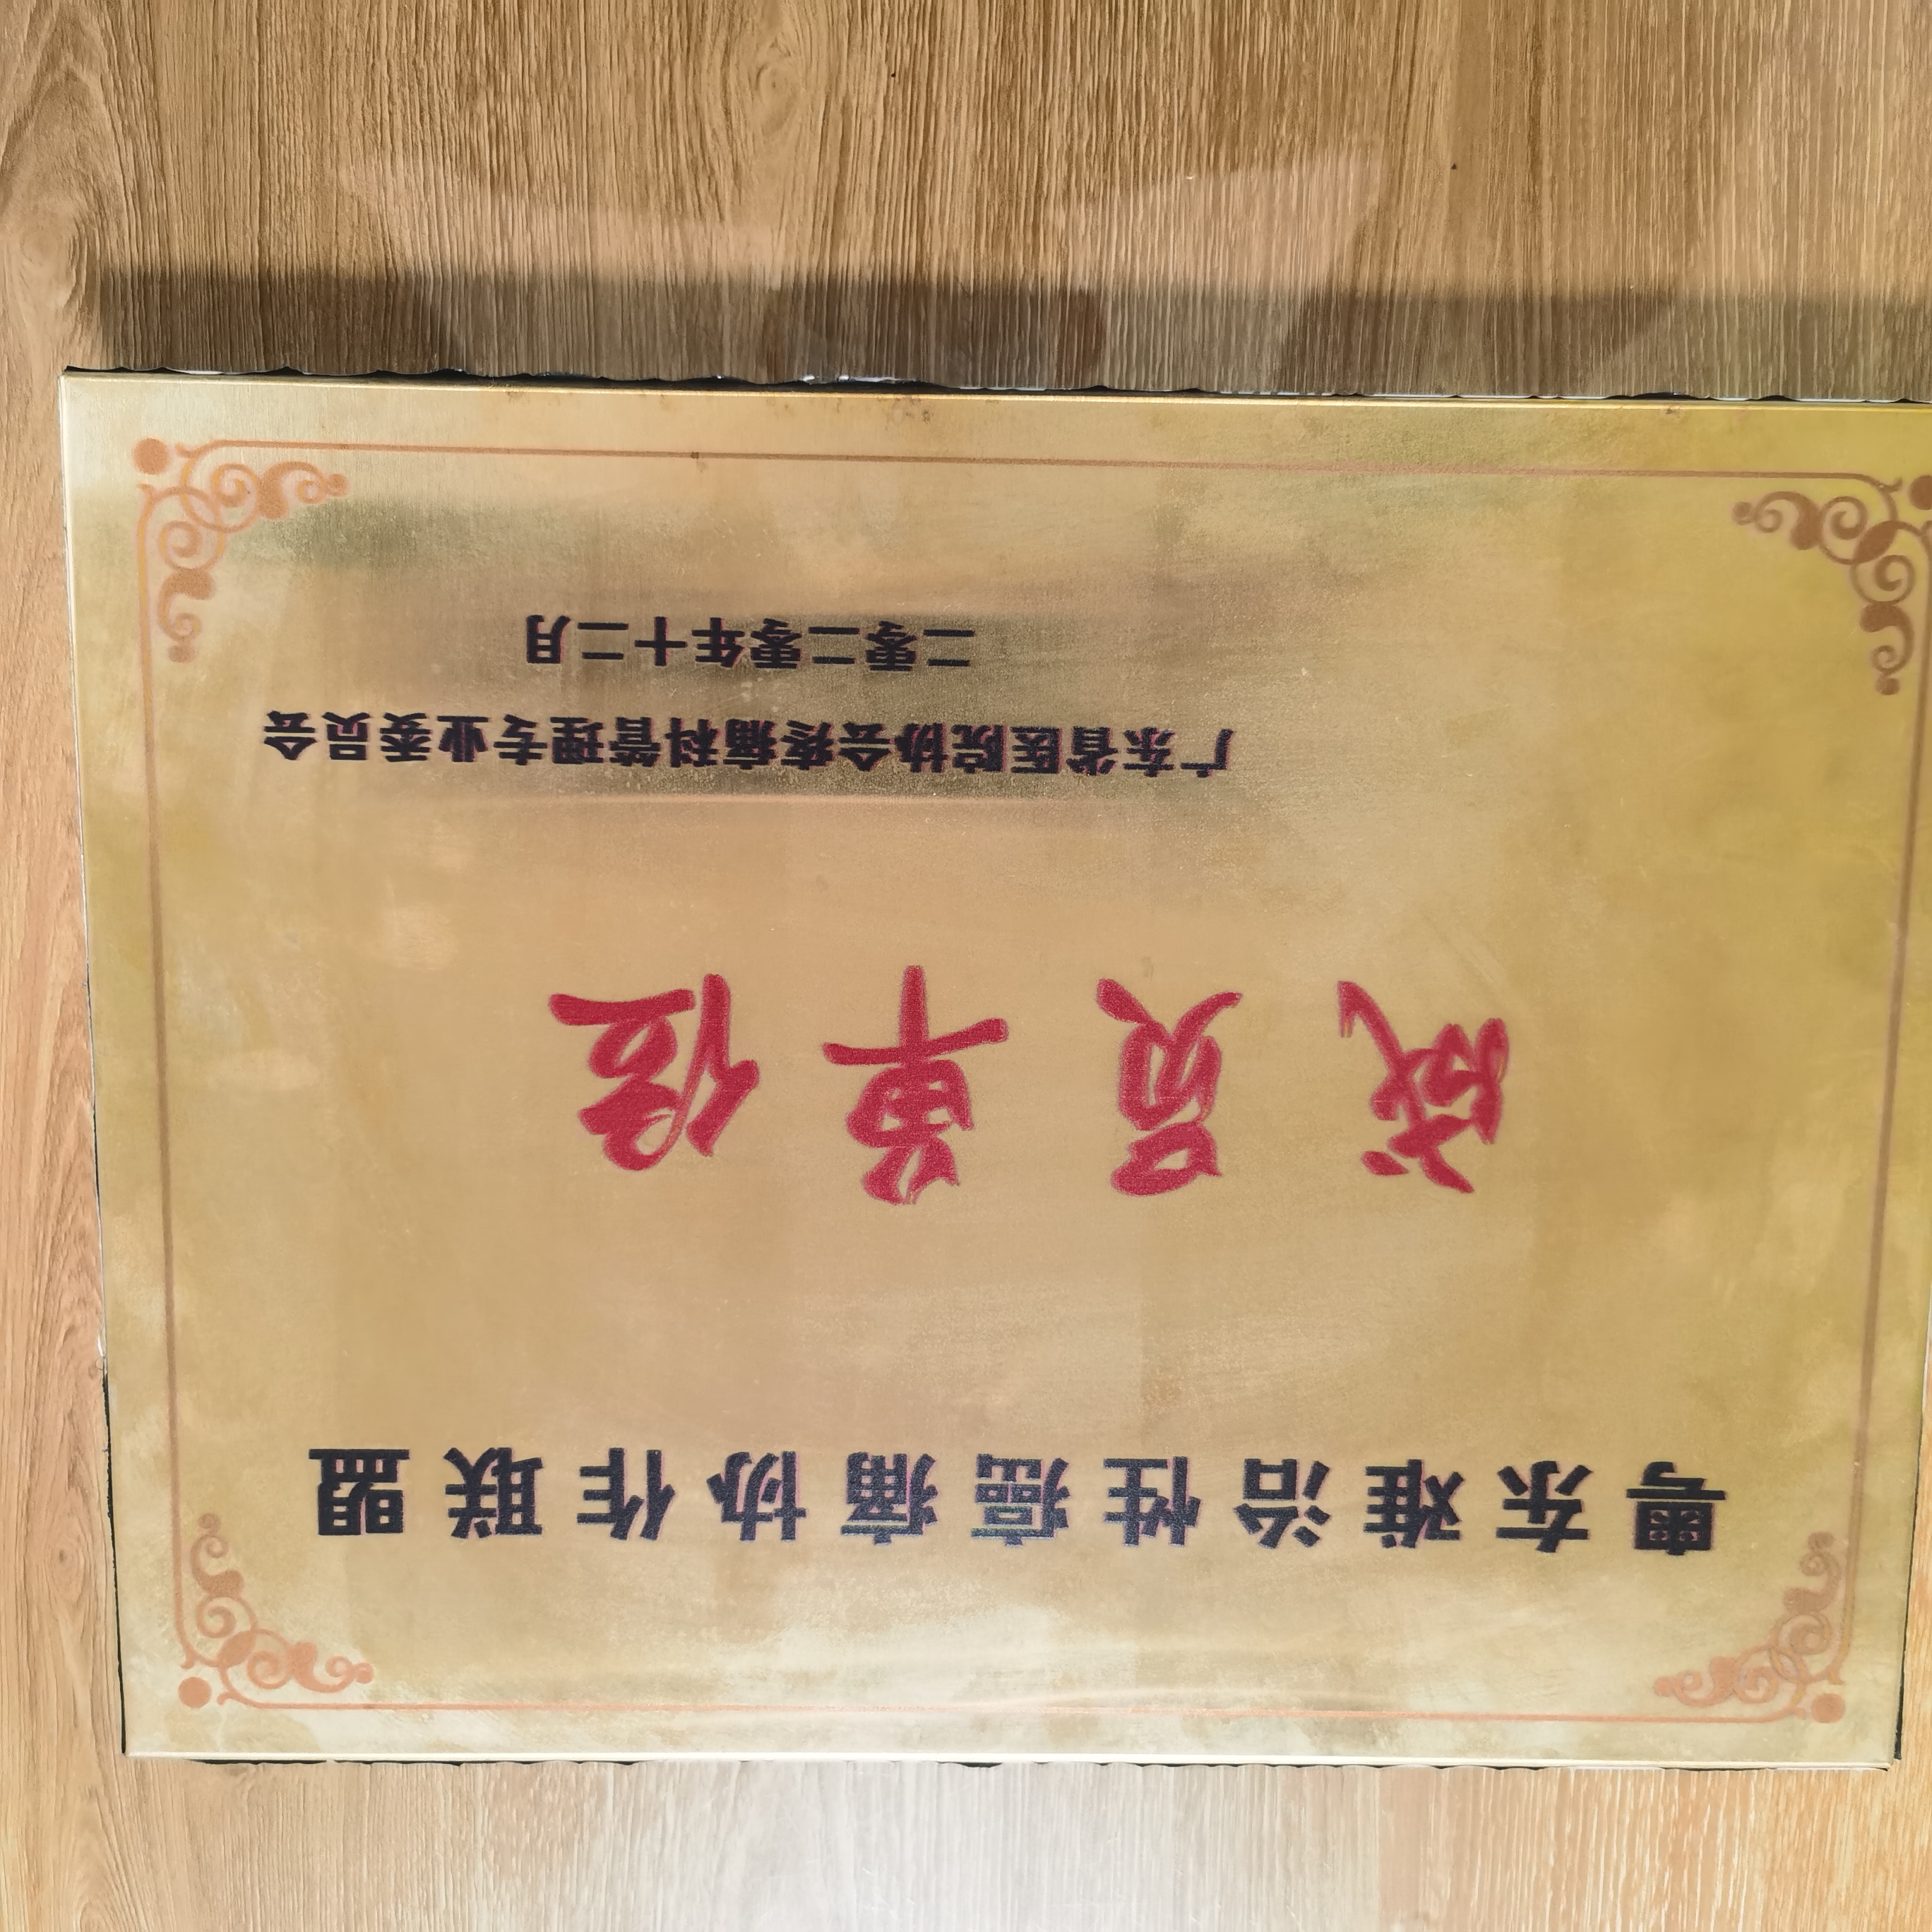 粤东难治性癌痛协作联盟
成员单位
广东省医院协会疼痛科管理专业委员会
二零二零年十二月